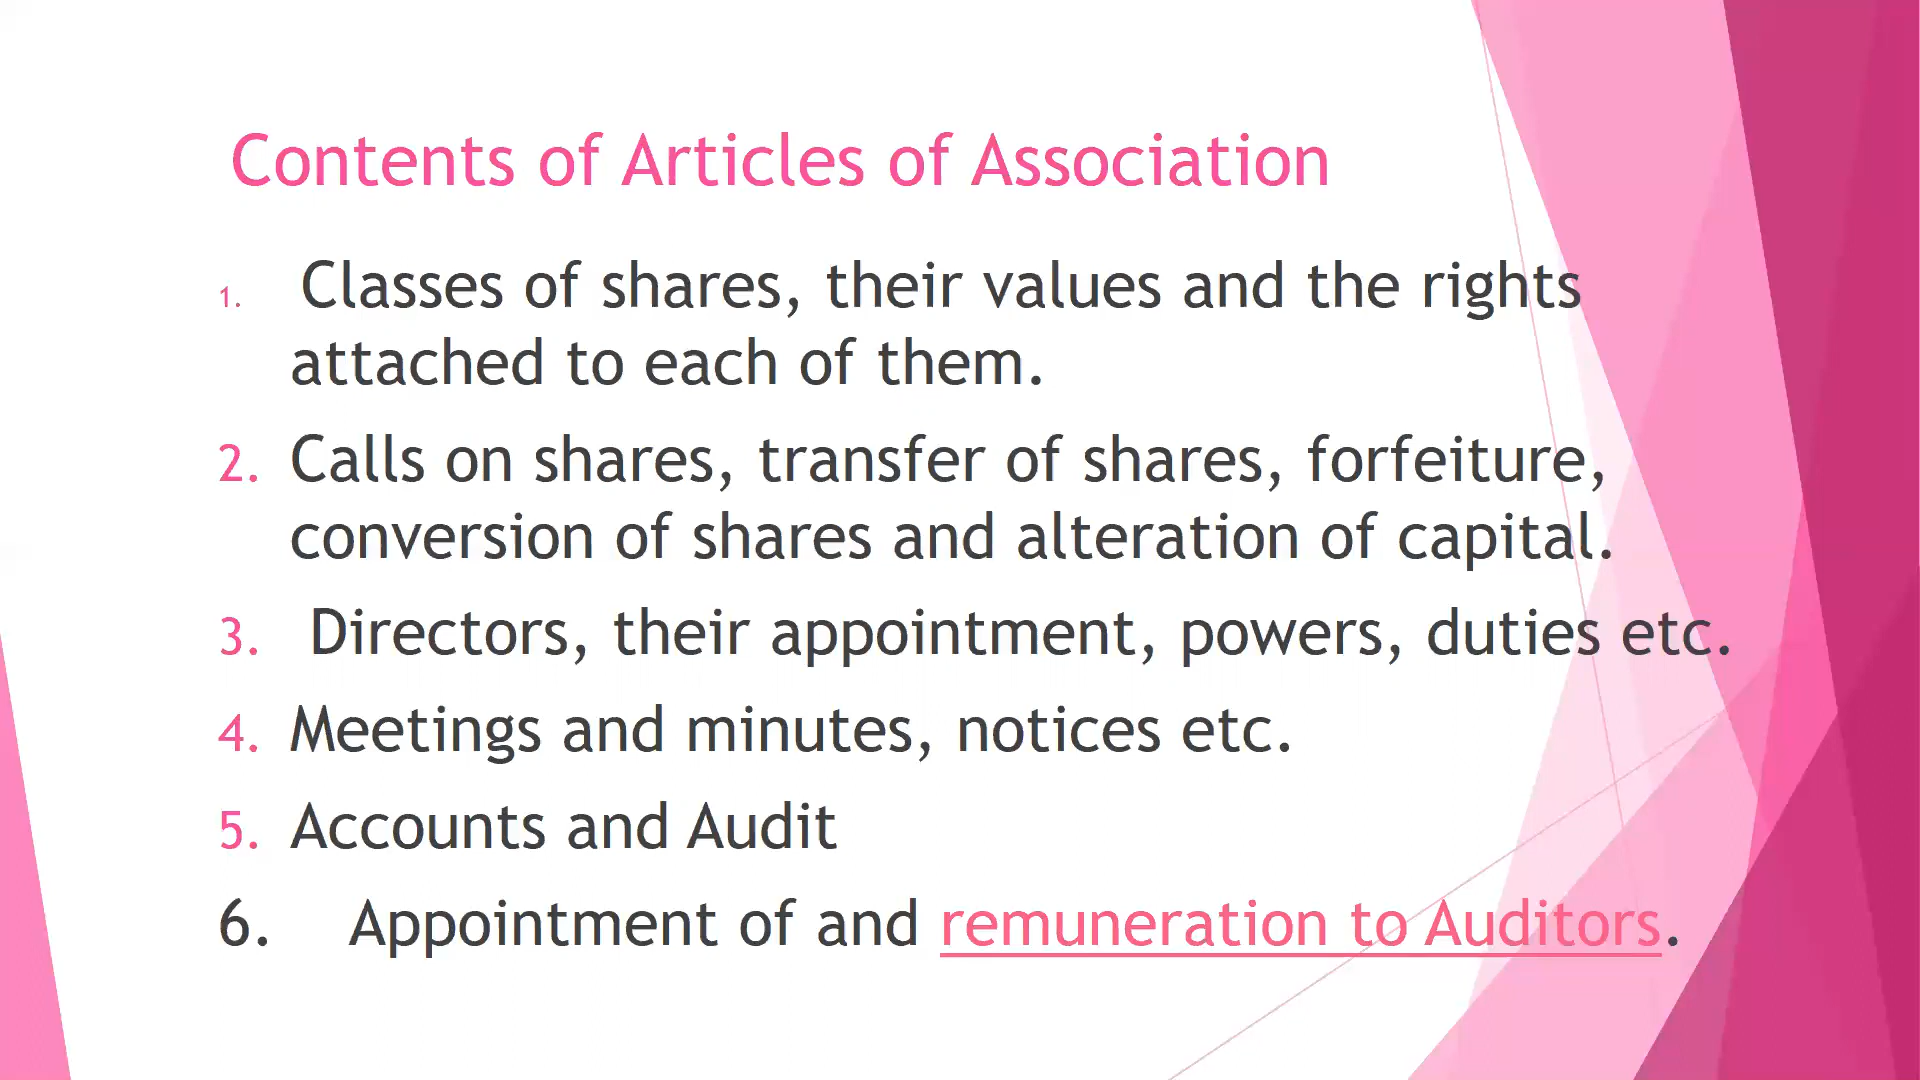 Contents of Articles of Association
1. Classes of shares, their values and the rights
attached to each of them.
2. Calls on shares, transfer of shares, forfeiture,
conversion of shares and alteration of capital.
3. Directors, their appointment, powers, duties etc.
4. Meetings and minutes, notices etc.
5. Accounts and Audit
6. Appointment of and remuneration to Auditors.